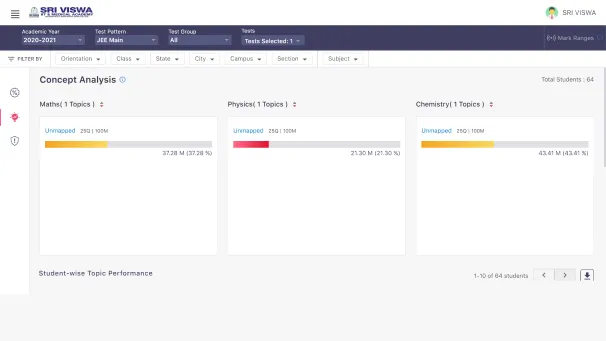 SRI VISWA
IIT & MEDICAL ACADEMY
SRI VISWA
Academic Year
2020-2021
Test Pattern
JEE Main
Test Group
All
Tests
Tests Selected: 1
Mark Ranges
FILTER BY
Orientation
Class
State
City
Campus
Section
Subject
Concept Analysis
Total Students : 64
Maths( 1 Topics )
Physics( 1 Topics )
Chemistry( 1 Topics )
Unmapped 25Q | 100M
37.28 M (37.28 %)
Unmapped 25Q | 100M
21.30 M (21.30 %)
Unmapped 25Q | 100M
43.41 M (43.41 %)
Student-wise Topic Performance
1-10 of 64 students